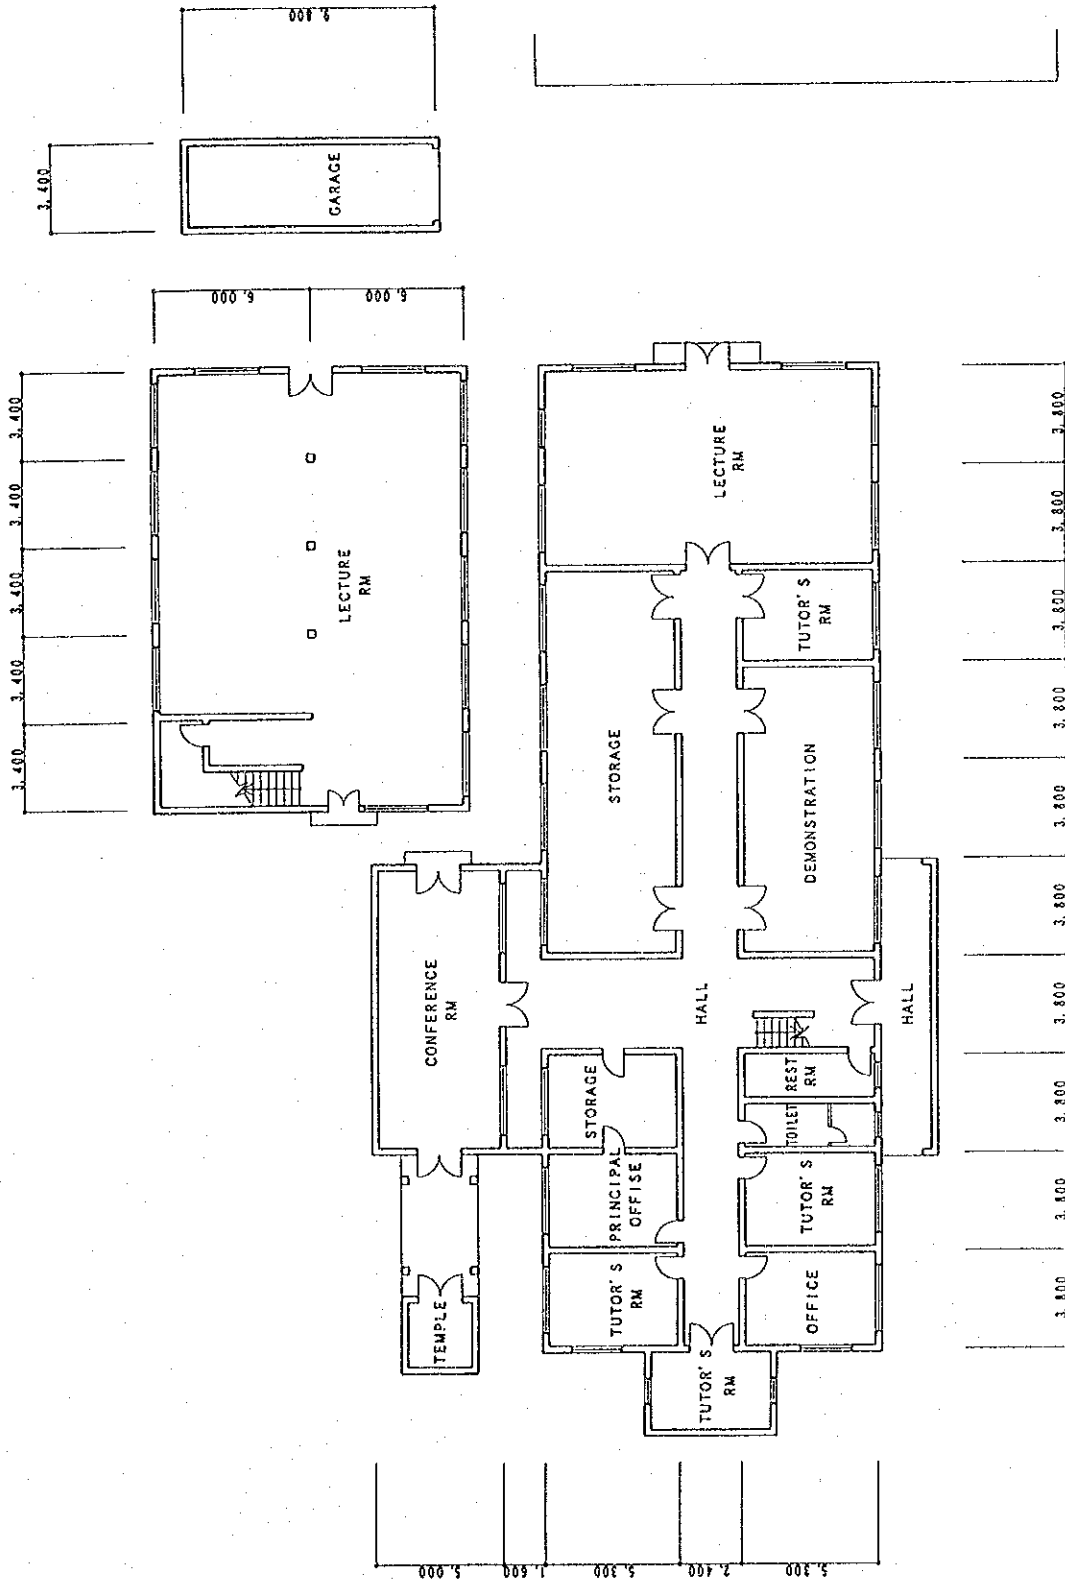 3, 400
3, 400
3, 400
3, 400
3, 400
3, 400
9, 800
GARAGE
6, 000
6, 000
LECTURE
RM
TEMPLE
CONFERENCE
RM
5, 000
1, 600
5, 300
2, 400
5, 300
TUTOR'S
RM
PRINCIPAL
OFFICE
STORAGE
STORAGE
LECTURE
RM
TUTOR'S
RM
HALL
OFFICE
TUTOR'S
RM
TOILET
REST
RM
DEMONSTRATION
TUTOR'S
RM
HALL
3, 800
3, 800
3, 800
3, 800
3, 800
3, 800
3, 800
3, 800
3, 800
3, 800